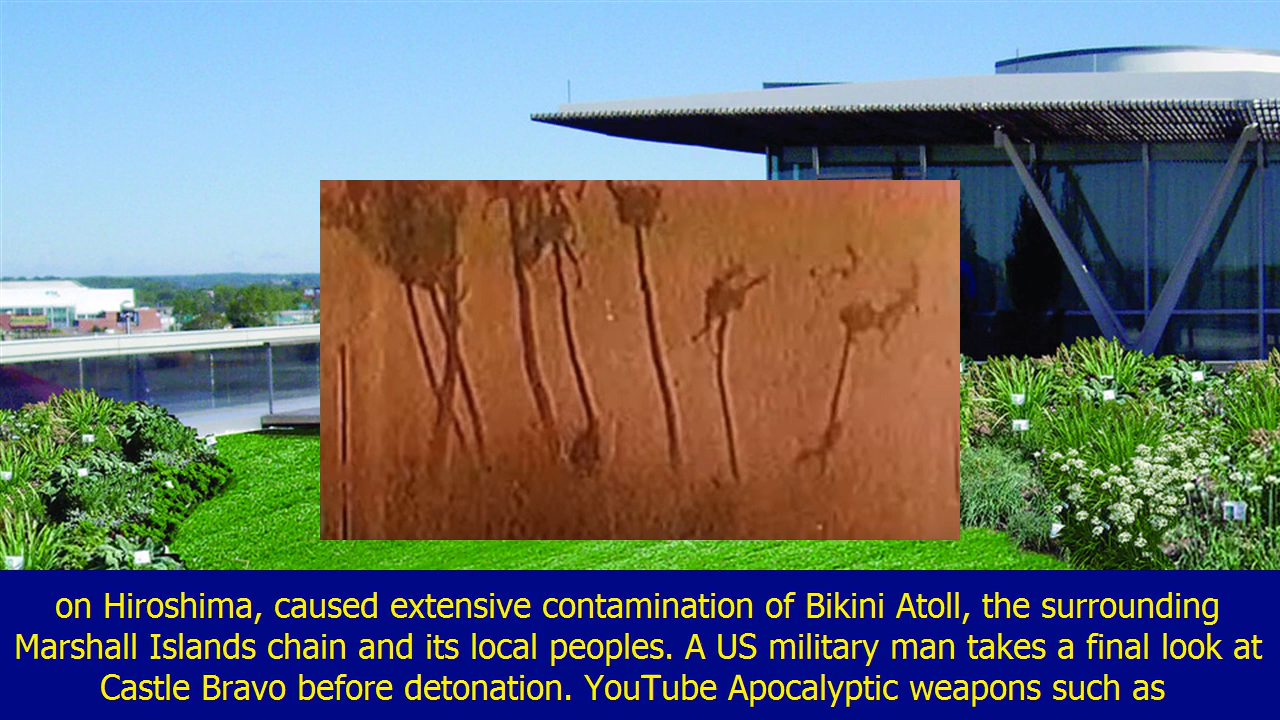 on Hiroshima, caused extensive contamination of Bikini Atoll, the surrounding
Marshall Islands chain and its local peoples. A US military man takes a final look at
Castle Bravo before detonation. YouTube Apocalyptic weapons such as